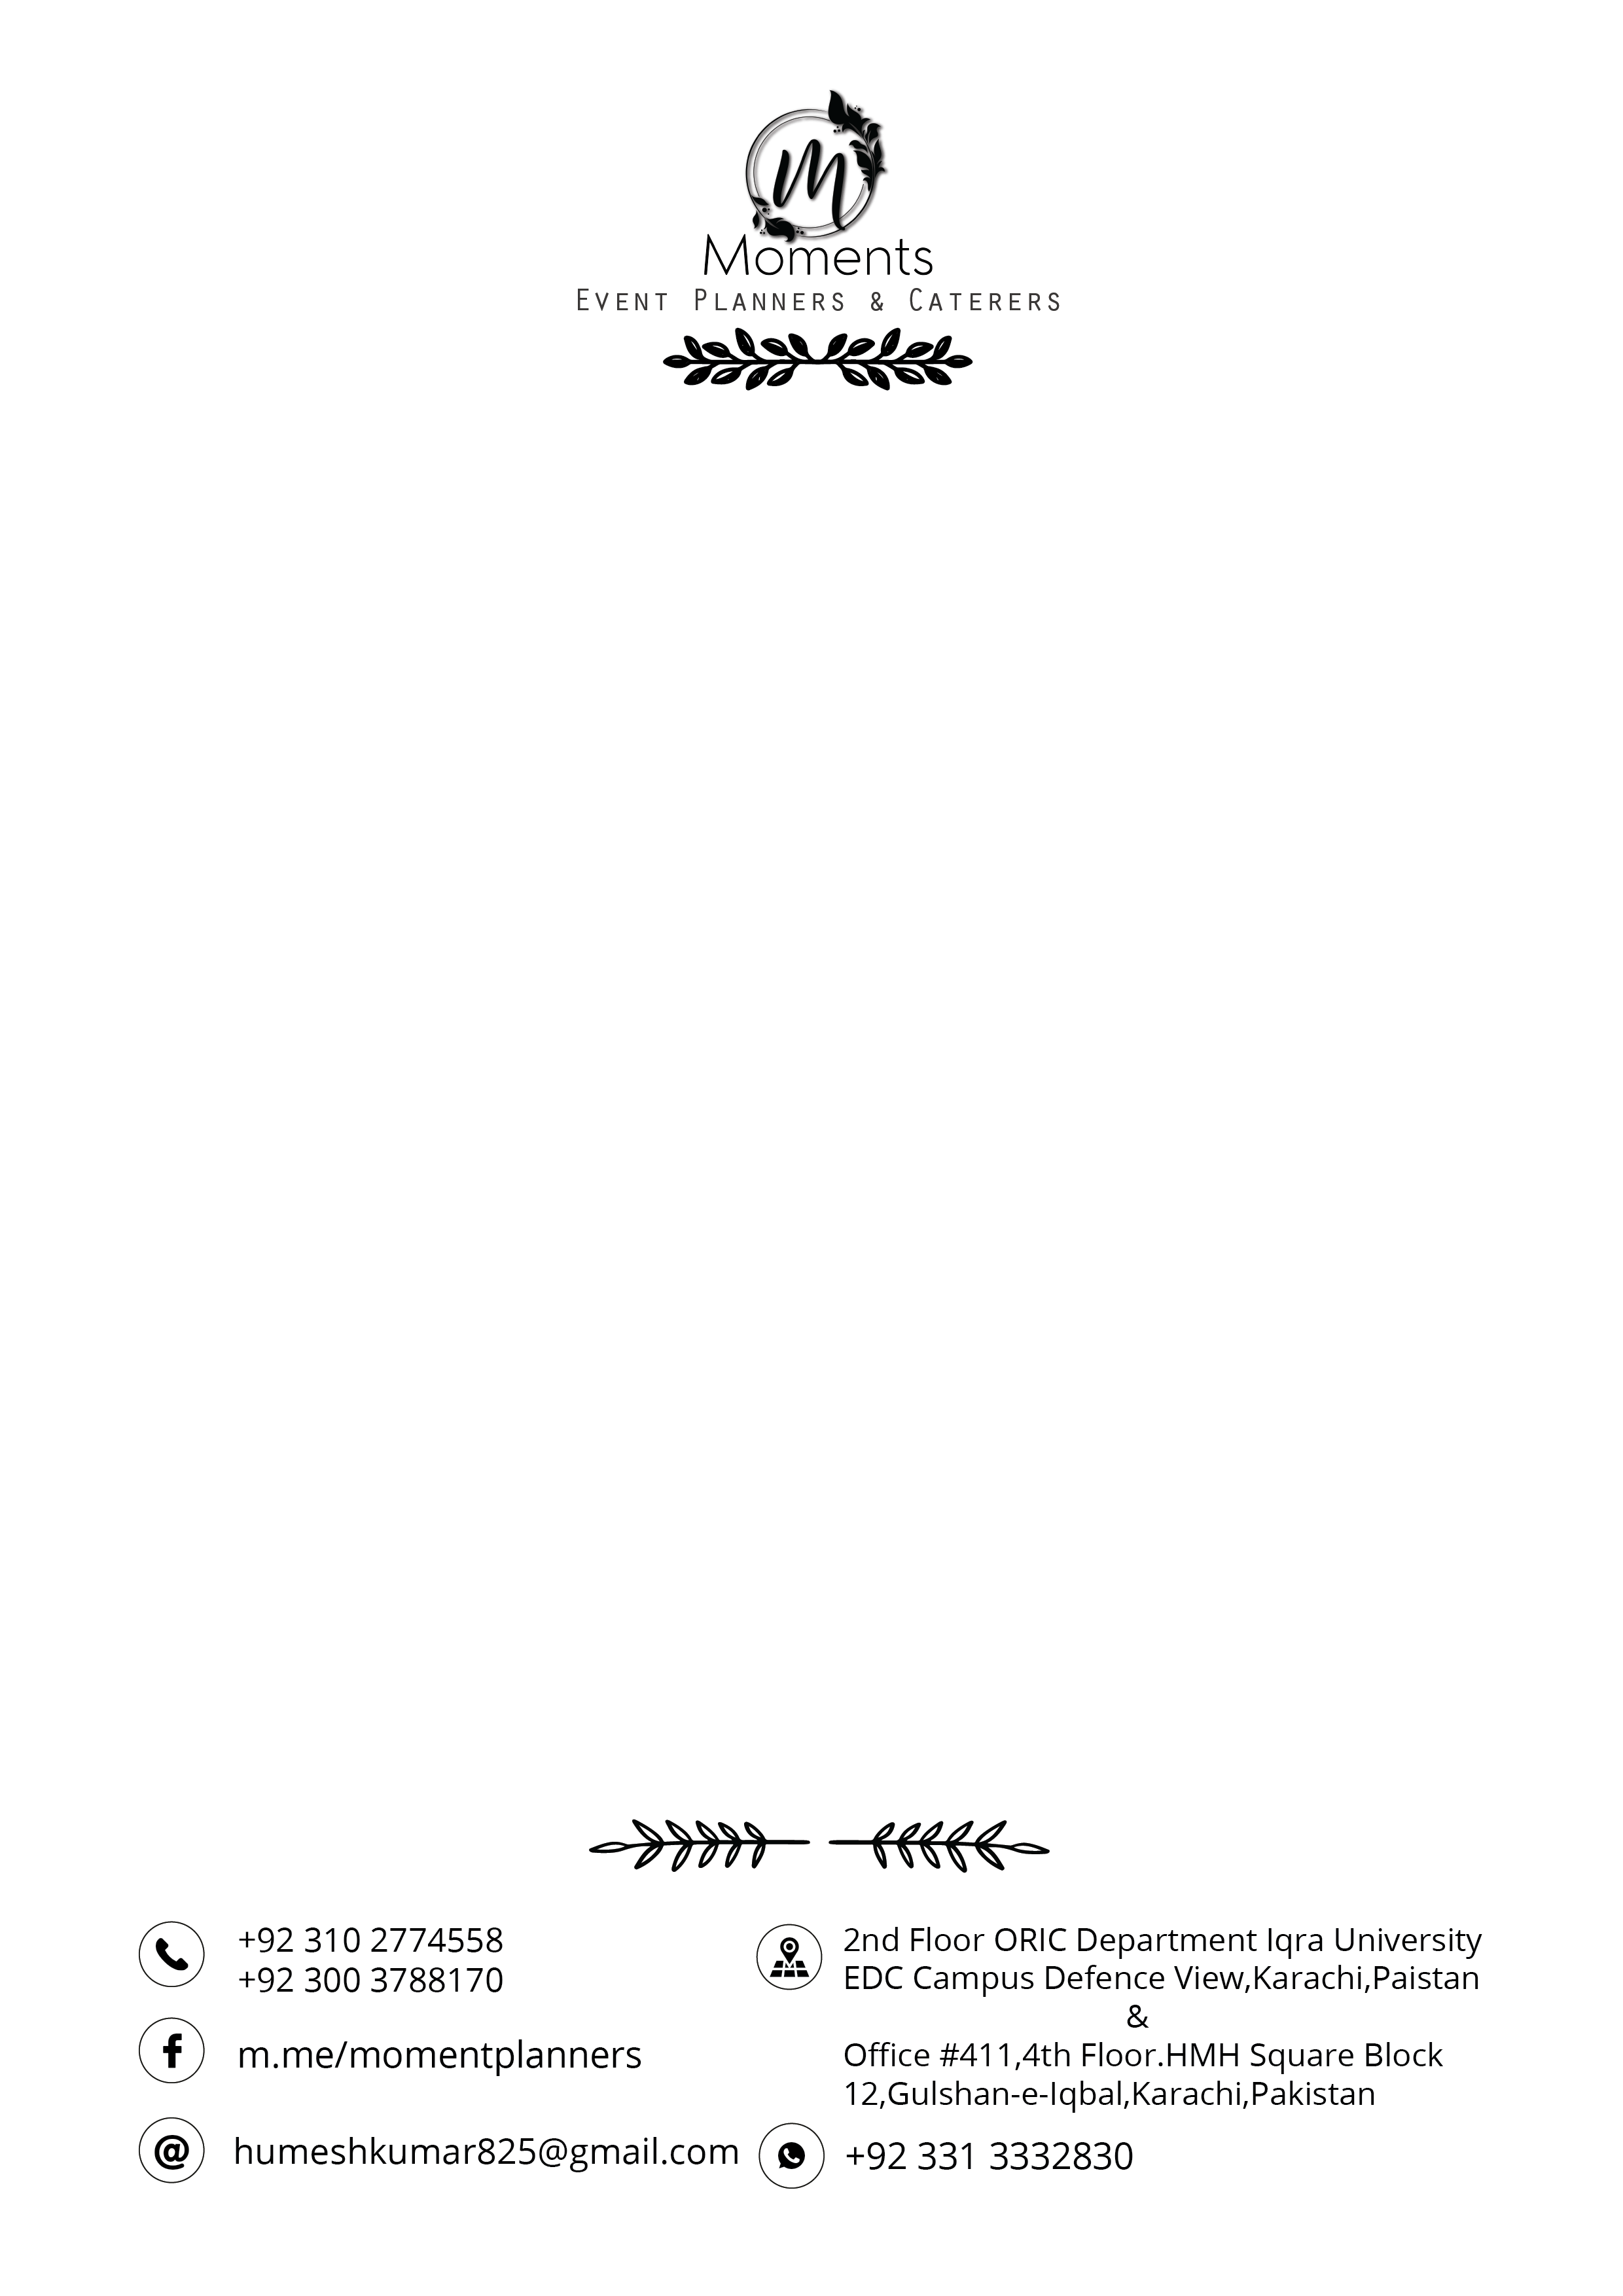 M
Moments
Event Planners & Caterers
+92 310 2774558
+92 300 3788170
m.me/momentplanners
humeshkumar825@gmail.com
2nd Floor ORIC Department Iqra University
EDC Campus Defence View,Karachi,Paistan
&
Office #411,4th Floor.HMH Square Block
12,Gulshan-e-Iqbal,Karachi,Pakistan
+92 331 3332830